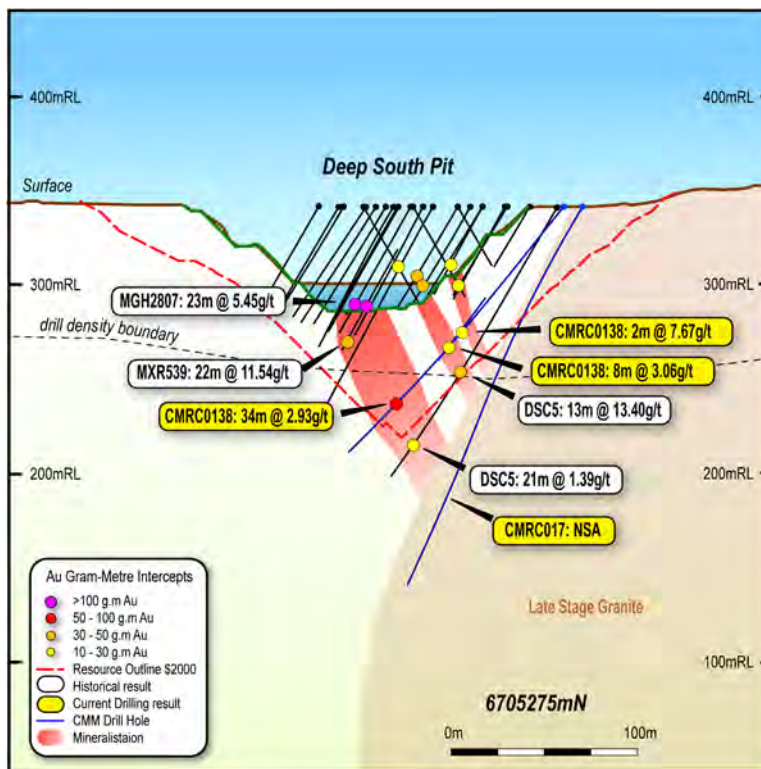 400mRL
400mRL
Deep South Pit
Surface
300mRL
300mRL
MGH2807: 23m @ 5.45g/t
drill density boundary
CMRC0138: 2m @ 7.67g/t
MXR539: 22m @ 11.54g/t
CMRC0138: 8m @ 3.06g/t
CMRC0138: 34m @ 2.93g/t
DSC5: 13m @ 13.40g/t
200mRL
200mRL
DSC5: 21m @ 1.39g/t
CMRC017: NSA
Au Gram-Metre Intercepts
>100 g.m Au
50 - 100 g.m Au
30 - 50 g.m Au
10 - 30 g.m Au
Resource Outline $2000
Historical result
Current Drilling result
CMM Drill Hole
Mineralistaion
Late Stage Granite
100mRL
6705275mN
0m
100m